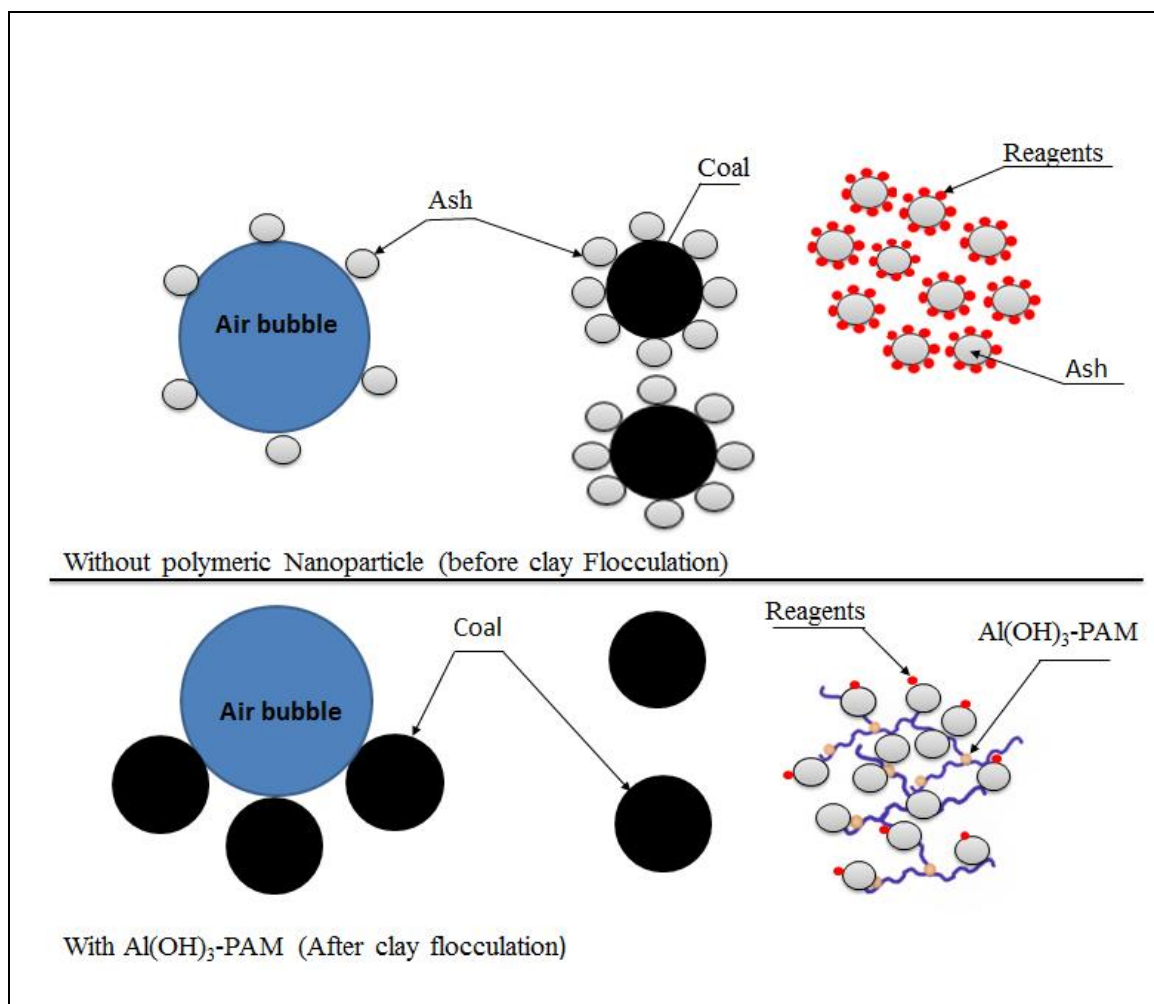 Reagents
Coal
Ash
Air bubble
Ash
Without polymeric Nanoparticle (before clay Flocculation)
Reagents
Coal
Al(OH)₃-PAM
Air bubble
With Al(OH)₃-PAM (After clay flocculation)